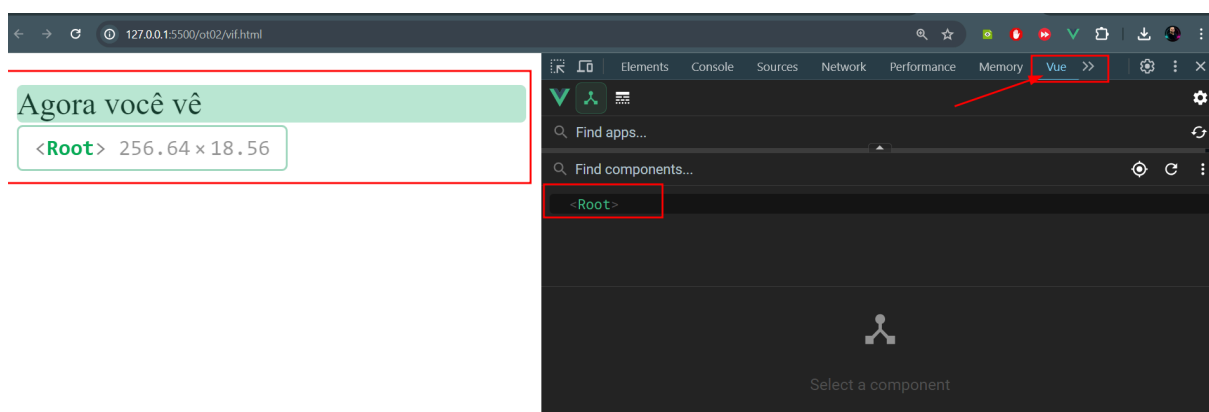 127.0.0.1:5500/ot02/vif.html
Elements Console Sources Network Performance Memory Vue
Agora você vê
<Root> 256.64 × 18.56
Find apps...
Find components...
<Root>
Select a component